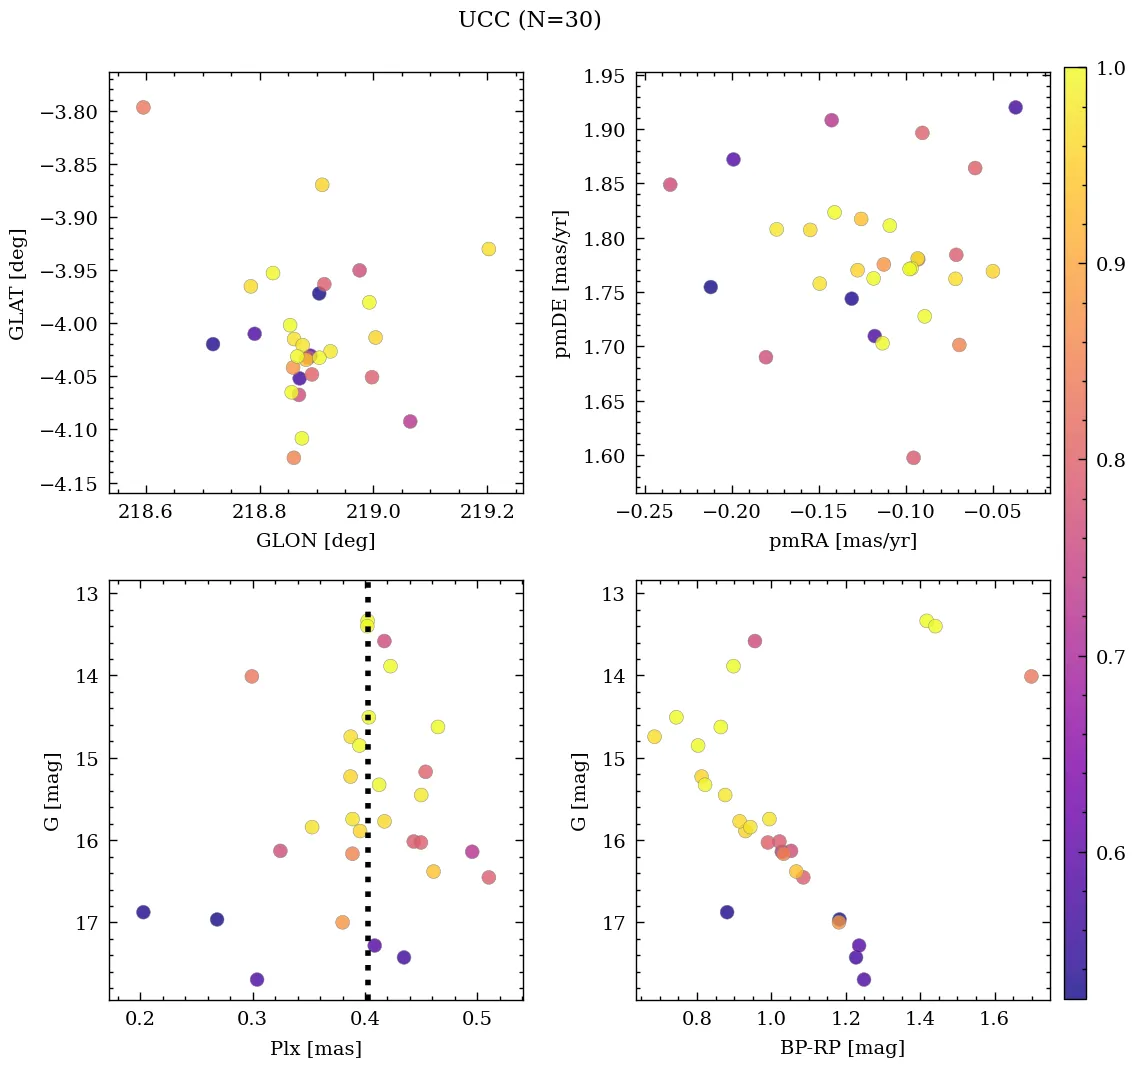 UCC (N=30)
−3.80
−3.85
−3.90
−3.95
−4.00
−4.05
−4.10
−4.15
GLAT [deg]
218.6 218.8 219.0 219.2
GLON [deg]
1.95
1.90
1.85
1.80
1.75
1.70
1.65
1.60
pmDE [mas/yr]
−0.25 −0.20 −0.15 −0.10 −0.05
pmRA [mas/yr]
13
14
15
16
17
G [mag]
0.2 0.3 0.4 0.5
Plx [mas]
13
14
15
16
17
G [mag]
0.8 1.0 1.2 1.4 1.6
BP-RP [mag]
1.0
0.9
0.8
0.7
0.6